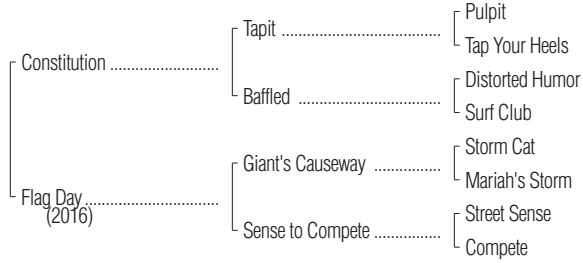 Pulpit
Tapit ........................................
Tap Your Heels
Constitution ...........................
Distorted Humor
Baffled ...................................
Surf Club
Storm Cat
Giant's Causeway ................
Mariah's Storm
Flag Day .................................
(2016)
Street Sense
Sense to Compete ................
Compete